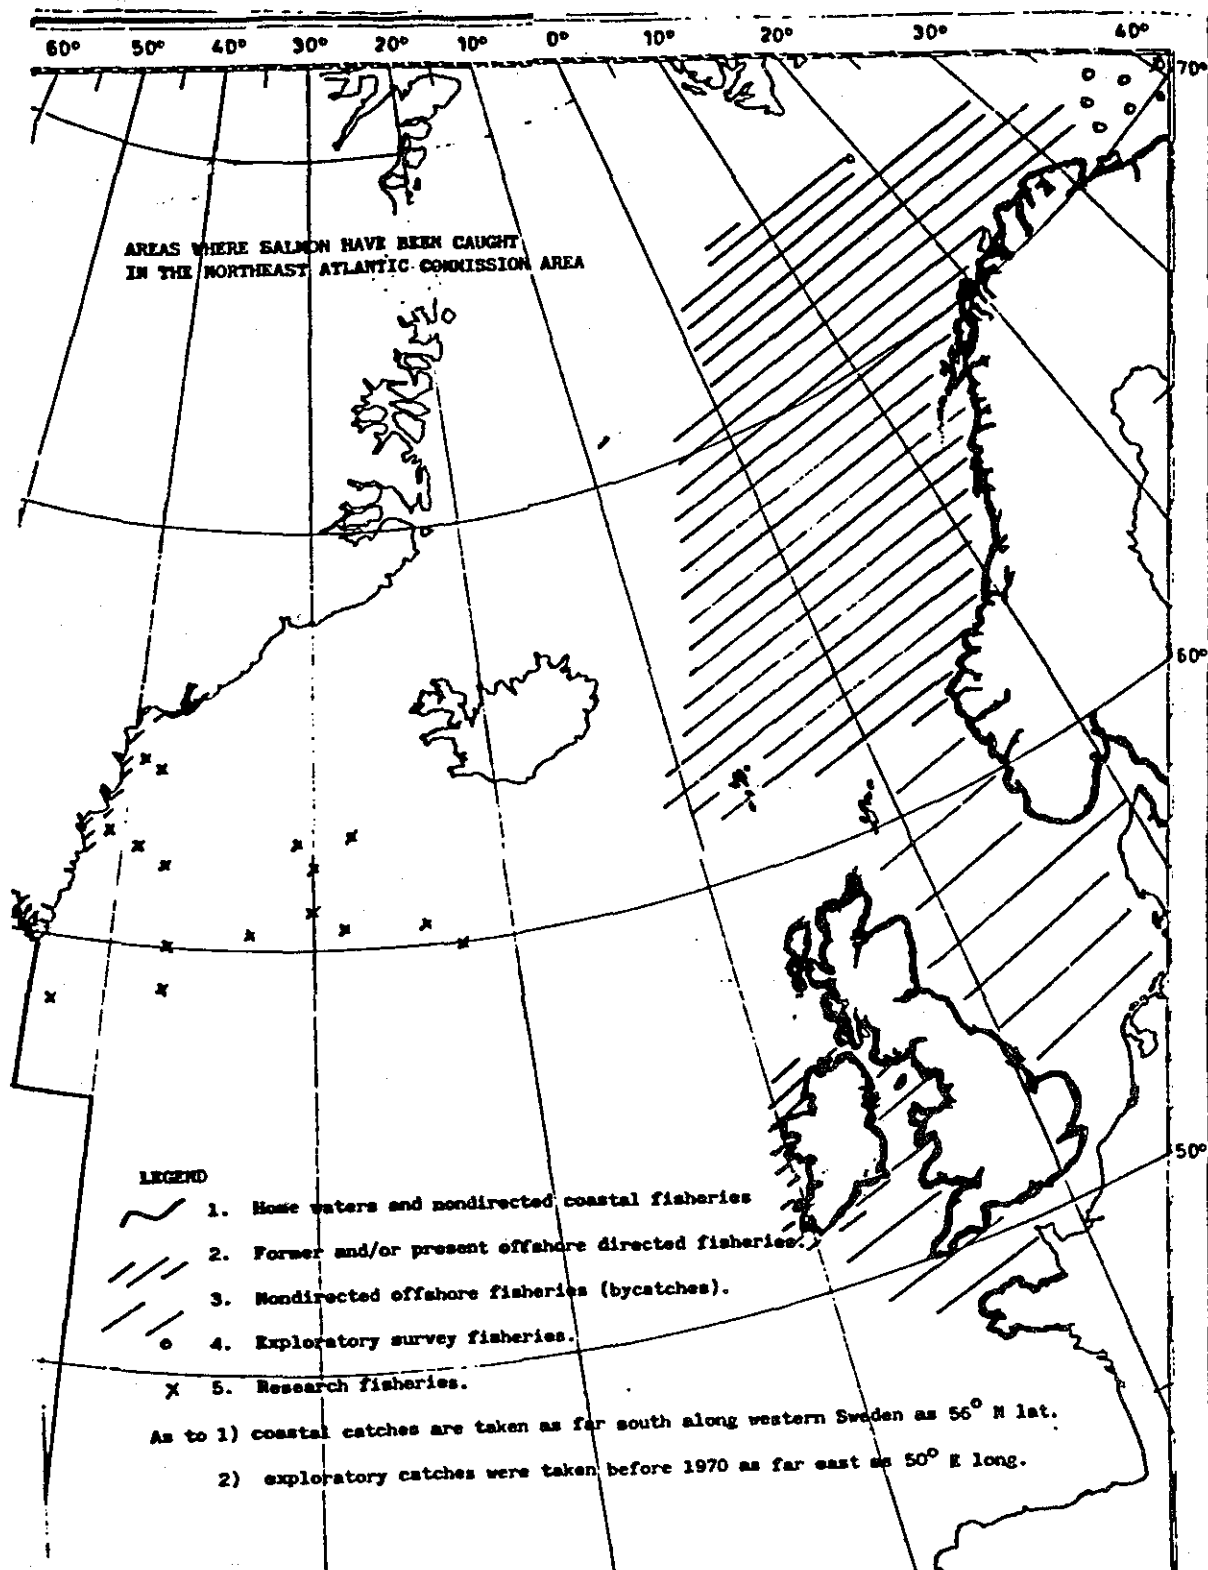 60° 50° 40° 30° 20° 10° 0° 10° 20° 30° 40°
70°
AREAS WHERE SALMON HAVE BEEN CAUGHT
IN THE NORTHEAST ATLANTIC COMMISSION AREA
60°
50°
LEGEND
1. Home waters and nondirected coastal fisheries
2. Former and/or present offshore directed fisheries.
3. Nondirected offshore fisheries (bycatches).
4. Exploratory survey fisheries.
X 5. Research fisheries.
As to 1) coastal catches are taken as far south along western Sweden as 56° N lat.
2) exploratory catches were taken before 1970 as far east as 50° E long.